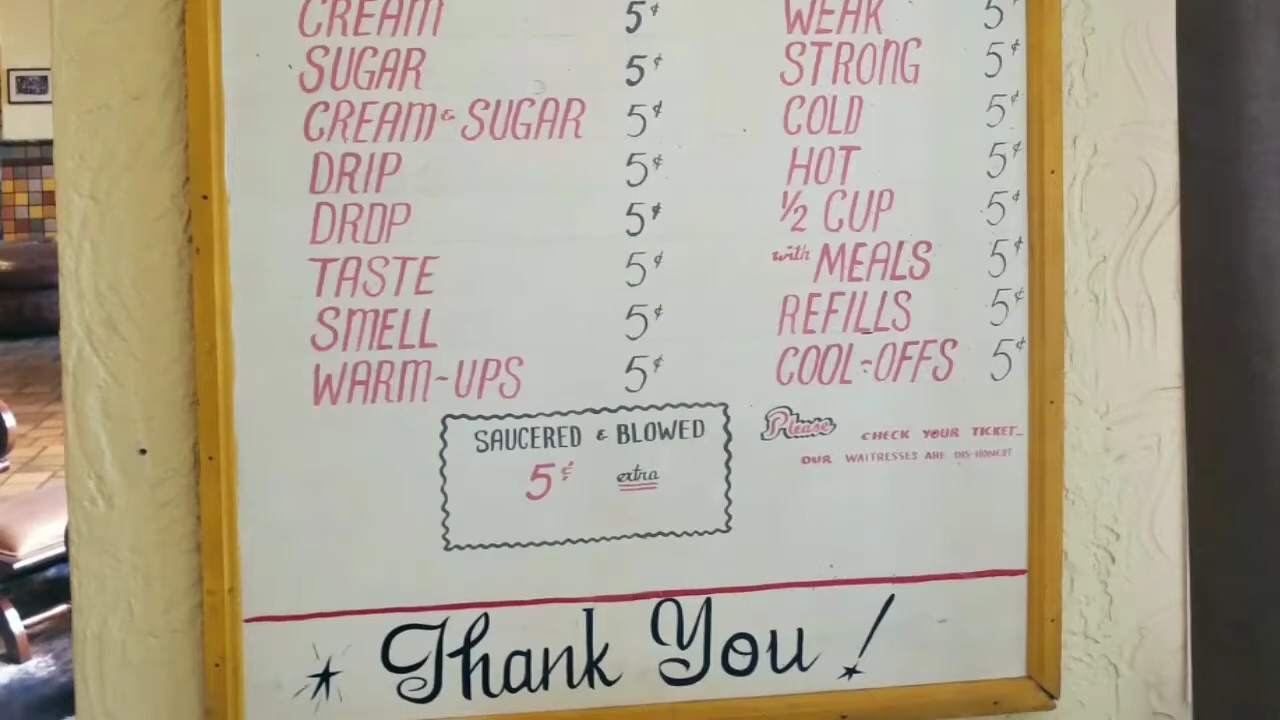 CREAM 5¢
SUGAR 5¢
CREAM & SUGAR 5¢
DRIP 5¢
DROP 5¢
TASTE 5¢
SMELL 5¢
WARM-UPS 5¢
WEAK 5¢
STRONG 5¢
COLD 5¢
HOT 5¢
½ CUP 5¢
with MEALS 5¢
REFILLS 5¢
COOL-OFFS 5¢
SAUCERED & BLOWED
5¢ extra
Please CHECK YOUR TICKET_
OUR WAITRESSES ARE DIS-HONEST
Thank You!